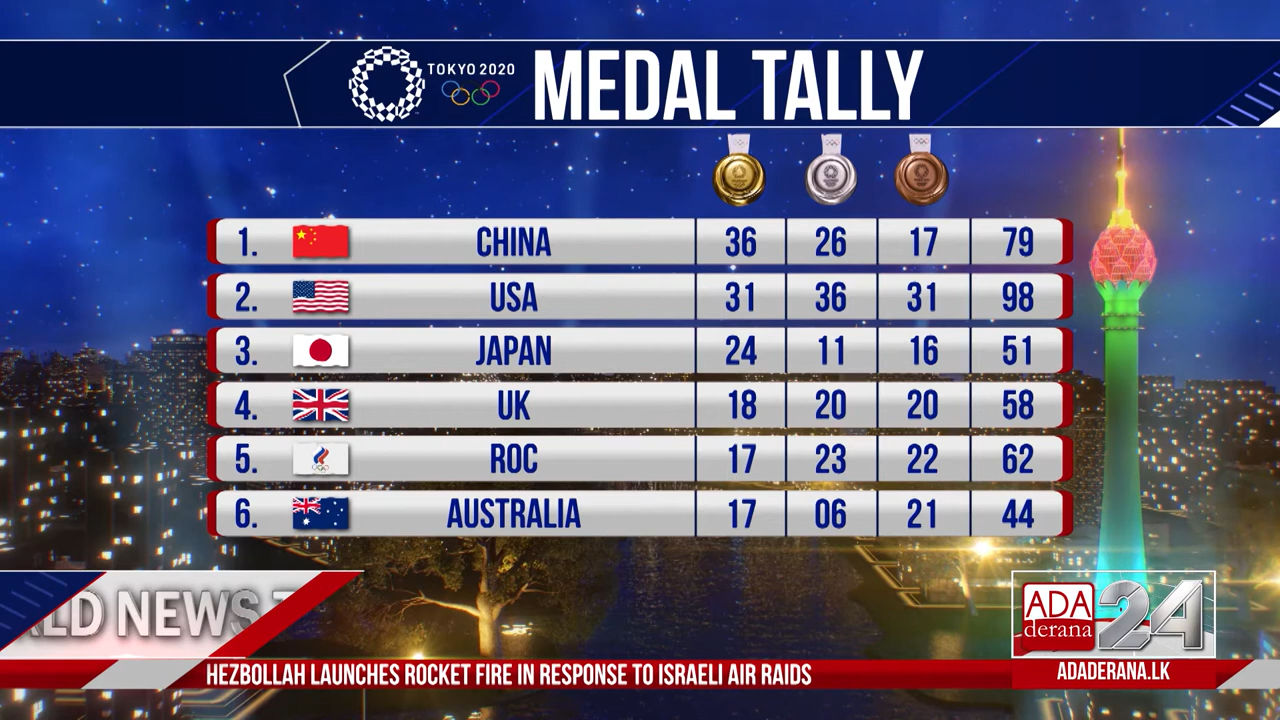 TOKYO 2020
MEDAL TALLY
1. CHINA 36 26 17 79
2. USA 31 36 31 98
3. JAPAN 24 11 16 51
4. UK 18 20 20 58
5. ROC 17 23 22 62
6. AUSTRALIA 17 06 21 44
NEWS
ADA
derana
24
HEZBOLLAH LAUNCHES ROCKET FIRE IN RESPONSE TO ISRAELI AIR RAIDS
ADADERANA.LK